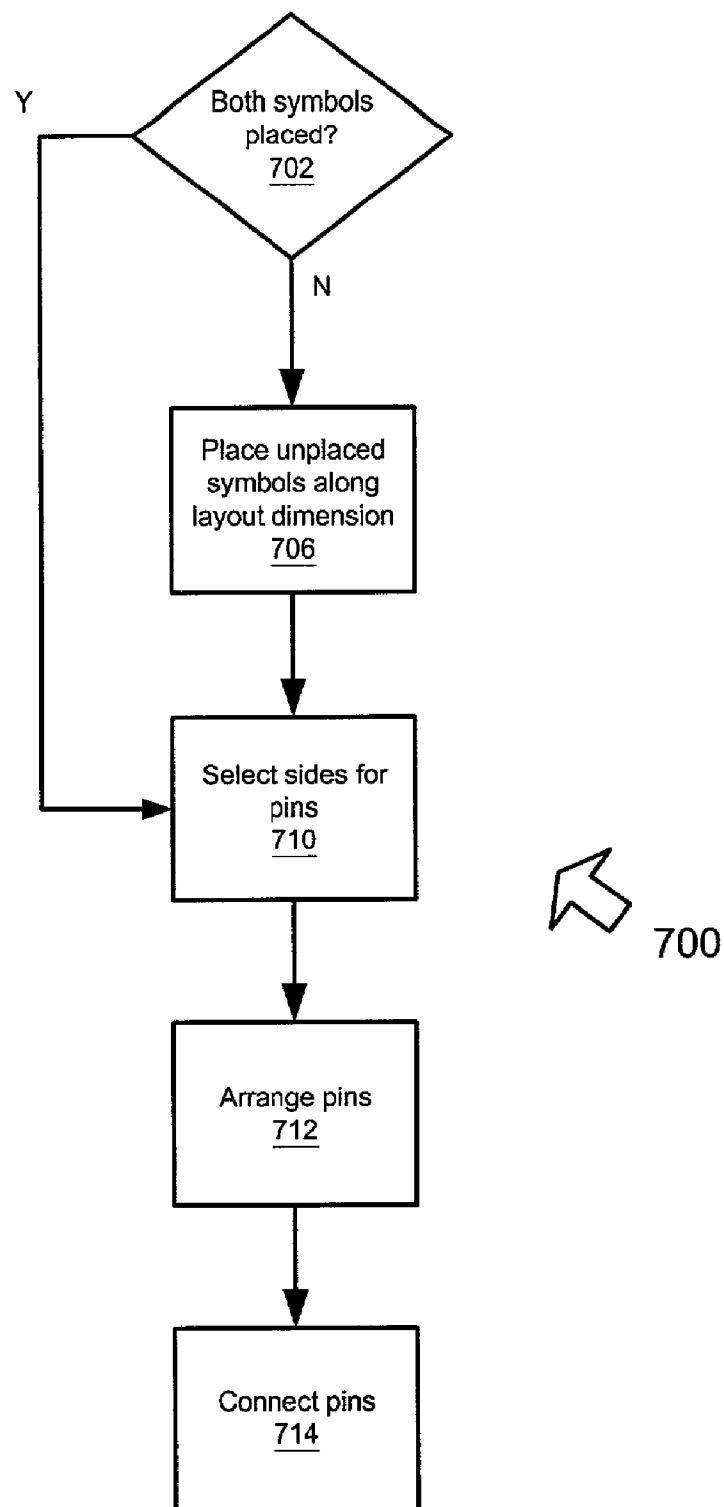 Both symbols
placed?
702
Y
N
Place unplaced
symbols along
layout dimension
706
Select sides for
pins
710
700
Arrange pins
712
Connect pins
714